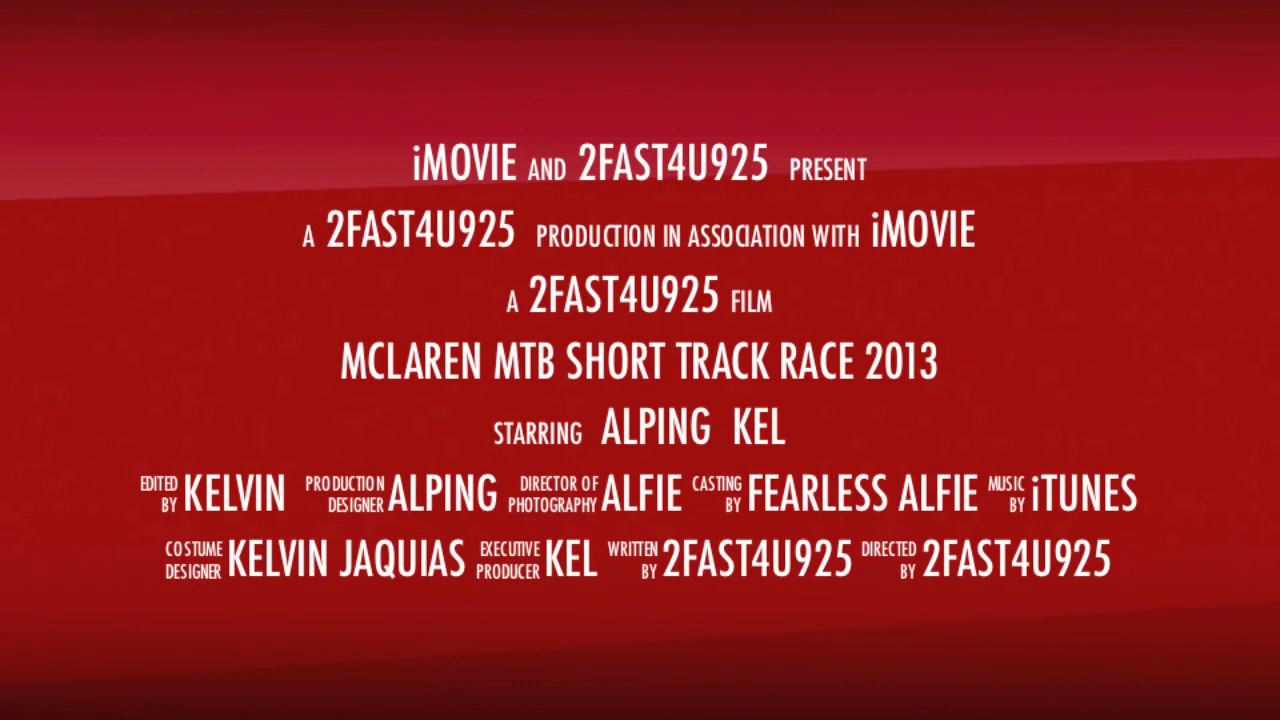 iMOVIE AND 2FAST4U925 PRESENT
A 2FAST4U925 PRODUCTION IN ASSOCIATION WITH iMOVIE
A 2FAST4U925 FILM
MCLAREN MTB SHORT TRACK RACE 2013
STARRING ALPING KEL
EDITED BY KELVIN PRODUCTION DESIGNER ALPING DIRECTOR OF PHOTOGRAPHY ALFIE CASTING BY FEARLESS ALFIE MUSIC BY iTUNES
COSTUME DESIGNER KELVIN JAQUIAS EXECUTIVE PRODUCER KEL WRITTEN BY 2FAST4U925 DIRECTED BY 2FAST4U925